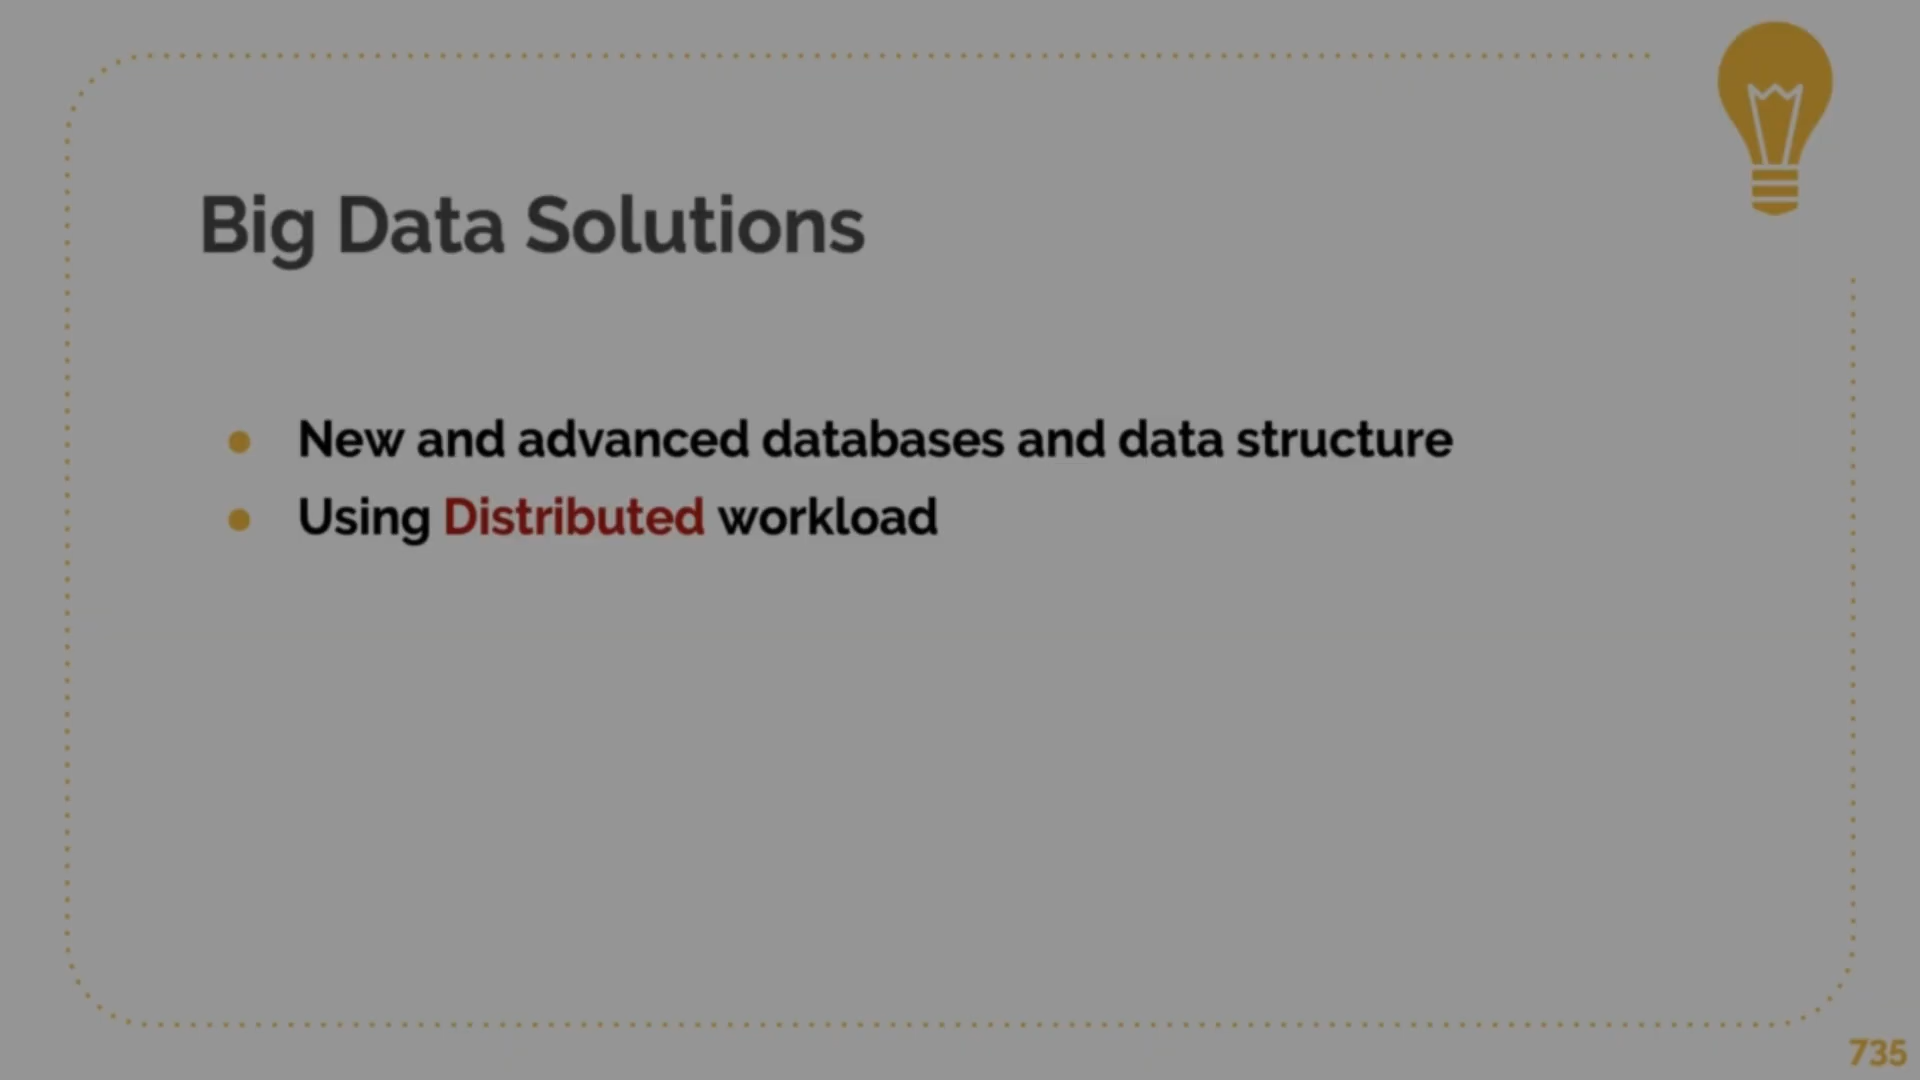 Big Data Solutions
New and advanced databases and data structure
Using Distributed workload
735